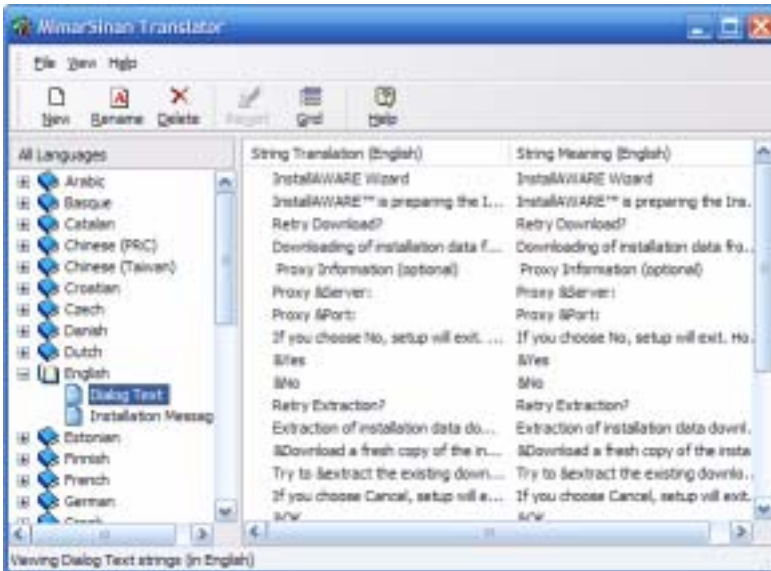 MimarSinan Translator
File View Help
New Rename Delete Revert Grid Help
All Languages
Arabic
Basque
Catalan
Chinese (PRC)
Chinese (Taiwan)
Croatian
Czech
Danish
Dutch
English
Dialog Text
Installation Messag
Estonian
Finnish
French
German
Greek
String Translation (English) String Meaning (English)
InstallAWARE Wizard InstallAWARE Wizard
InstallAWARE™ is preparing the I... InstallAWARE™ is preparing the Ins.
Retry Download? Retry Download?
Downloading of installation data f... Downloading of installation data fro..
Proxy Information (optional) Proxy Information (optional)
Proxy &Server: Proxy &Server:
Proxy &Port: Proxy &Port:
If you choose No, setup will exit. ... If you choose No, setup will exit. Ho.
&Yes &Yes
&No &No
Retry Extraction? Retry Extraction?
Extraction of installation data do... Extraction of installation data downl.
&Download a fresh copy of the in... &Download a fresh copy of the insta
Try to &extract the existing down... Try to &extract the existing downlo..
If you choose Cancel, setup will e... If you choose Cancel, setup will exit.
&OK &OK
Viewing Dialog Text strings (in English)